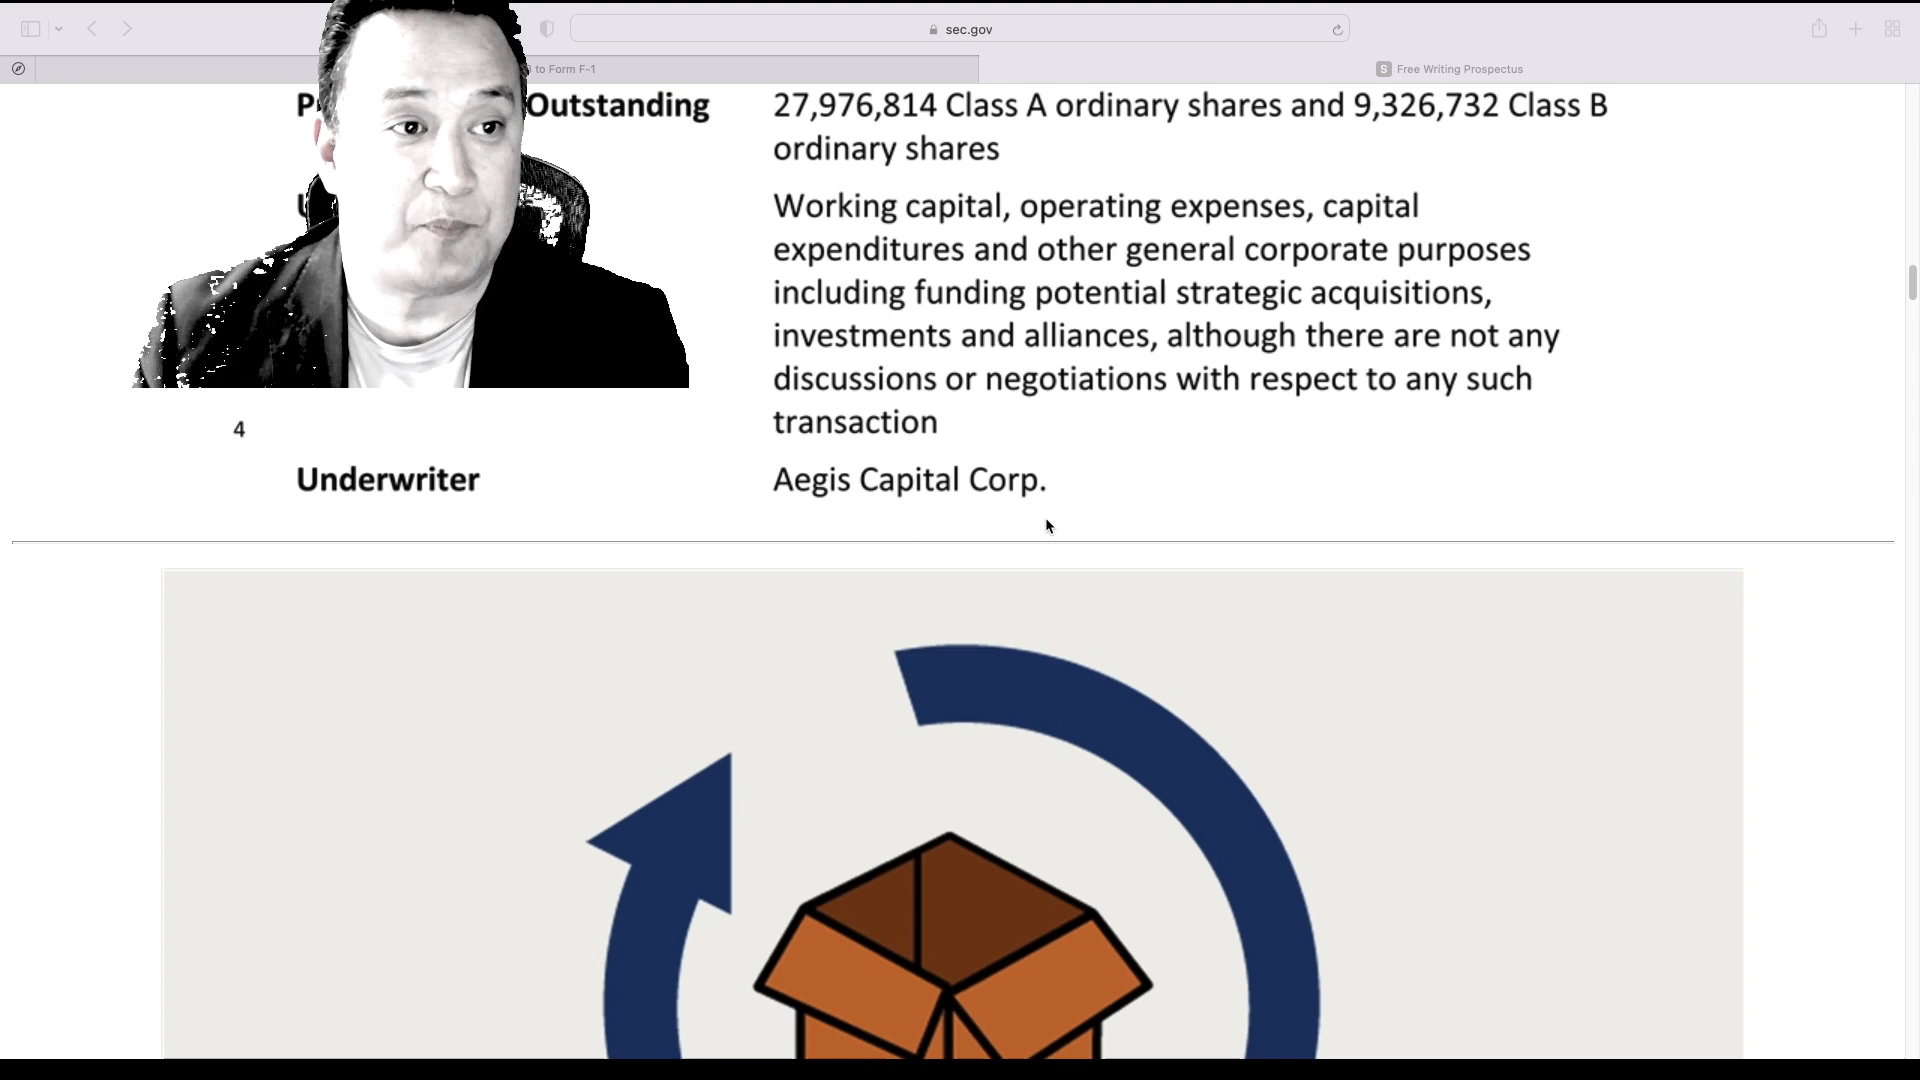 sec.gov
to Form F-1
S Free Writing Prospectus
Outstanding 27,976,814 Class A ordinary shares and 9,326,732 Class B
ordinary shares
Working capital, operating expenses, capital
expenditures and other general corporate purposes
including funding potential strategic acquisitions,
investments and alliances, although there are not any
discussions or negotiations with respect to any such
transaction
4
Underwriter Aegis Capital Corp.